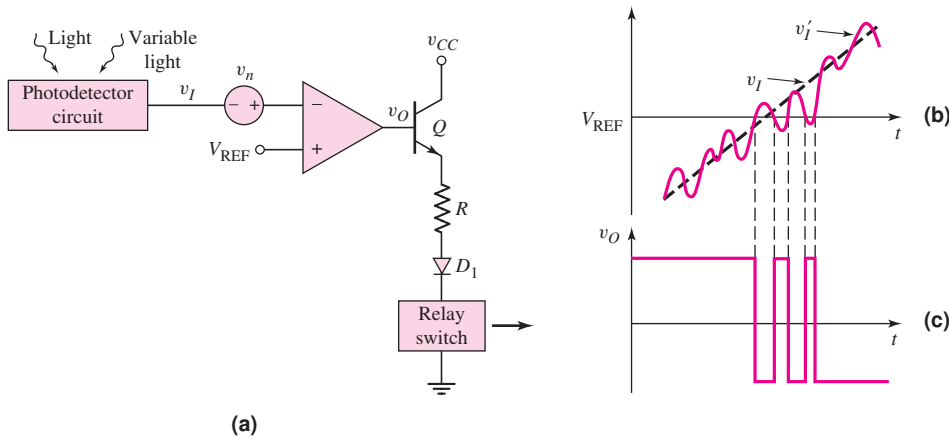 Light
Variable
light
Photodetector
circuit
v_I
v_n
− +
−
+
V_REF
v_O
v_CC
Q
R
D_1
Relay
switch
(a)
v_I'
v_I
V_REF
t
(b)
v_O
t
(c)